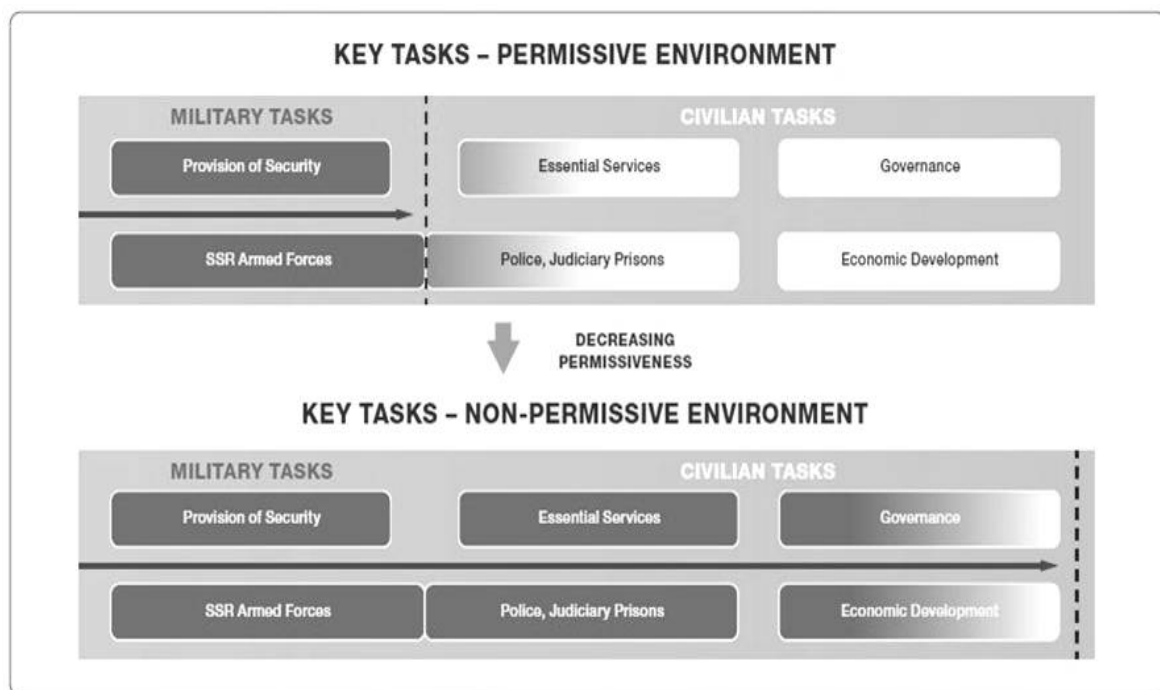 KEY TASKS – PERMISSIVE ENVIRONMENT
MILITARY TASKS
CIVILIAN TASKS
Provision of Security
Essential Services
Governance
SSR Armed Forces
Police, Judiciary Prisons
Economic Development
DECREASING
PERMISSIVENESS
KEY TASKS – NON-PERMISSIVE ENVIRONMENT
MILITARY TASKS
CIVILIAN TASKS
Provision of Security
Essential Services
Governance
SSR Armed Forces
Police, Judiciary Prisons
Economic Development